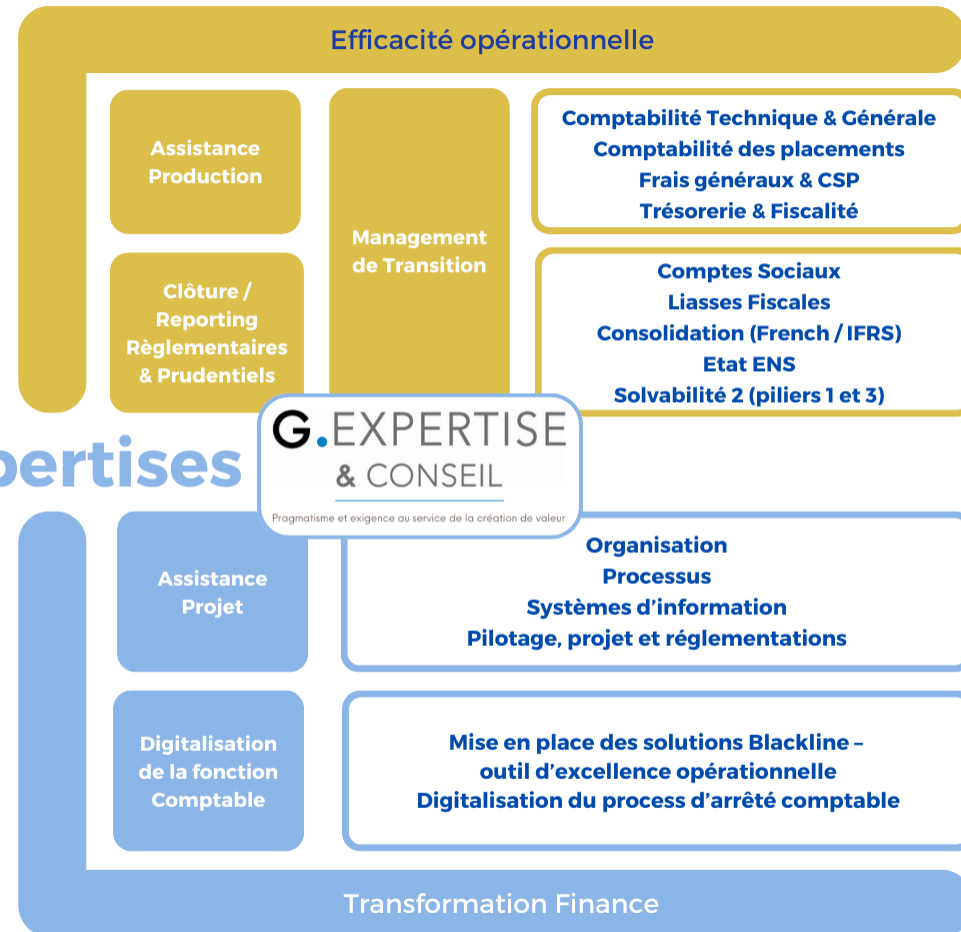 Efficacité opérationnelle
Assistance
Production
Management
de Transition
Comptabilité Technique & Générale
Comptabilité des placements
Frais généraux & CSP
Trésorerie & Fiscalité
Clôture /
Reporting
Règlementaires
& Prudentiels
Comptes Sociaux
Liasses Fiscales
Consolidation (French / IFRS)
Etat ENS
Solvabilité 2 (piliers 1 et 3)
pertises
G.EXPERTISE
& CONSEIL
Pragmatisme et exigence au service de la création de valeur
Assistance
Projet
Organisation
Processus
Systèmes d'information
Pilotage, projet et réglementations
Digitalisation
de la fonction
Comptable
Mise en place des solutions Blackline –
outil d'excellence opérationnelle
Digitalisation du process d'arrêté comptable
Transformation Finance